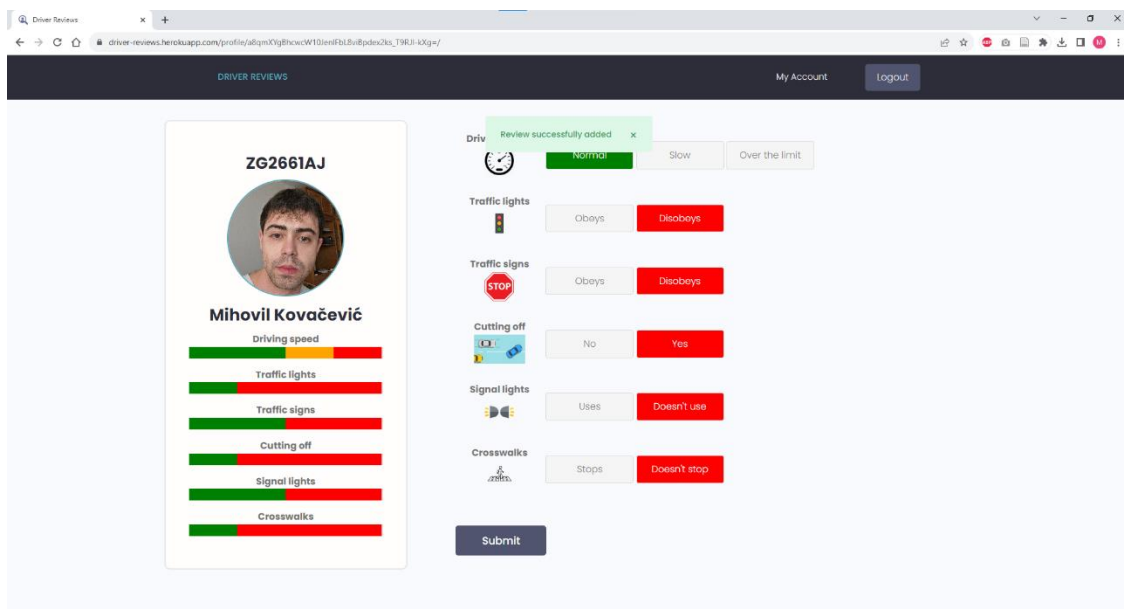 Driver Reviews
driver-reviews.herokuapp.com/profile/
DRIVER REVIEWS
My Account
Logout
Review successfully added x
ZG2661AJ
Mihovil Kovačević
Driving speed
Traffic lights
Traffic signs
Cutting off
Signal lights
Crosswalks
Driv
Normal Slow Over the limit
Traffic lights
Obeys Disobeys
Traffic signs
STOP
Obeys Disobeys
Cutting off
No Yes
Signal lights
Uses Doesn't use
Crosswalks
Stops Doesn't stop
Submit